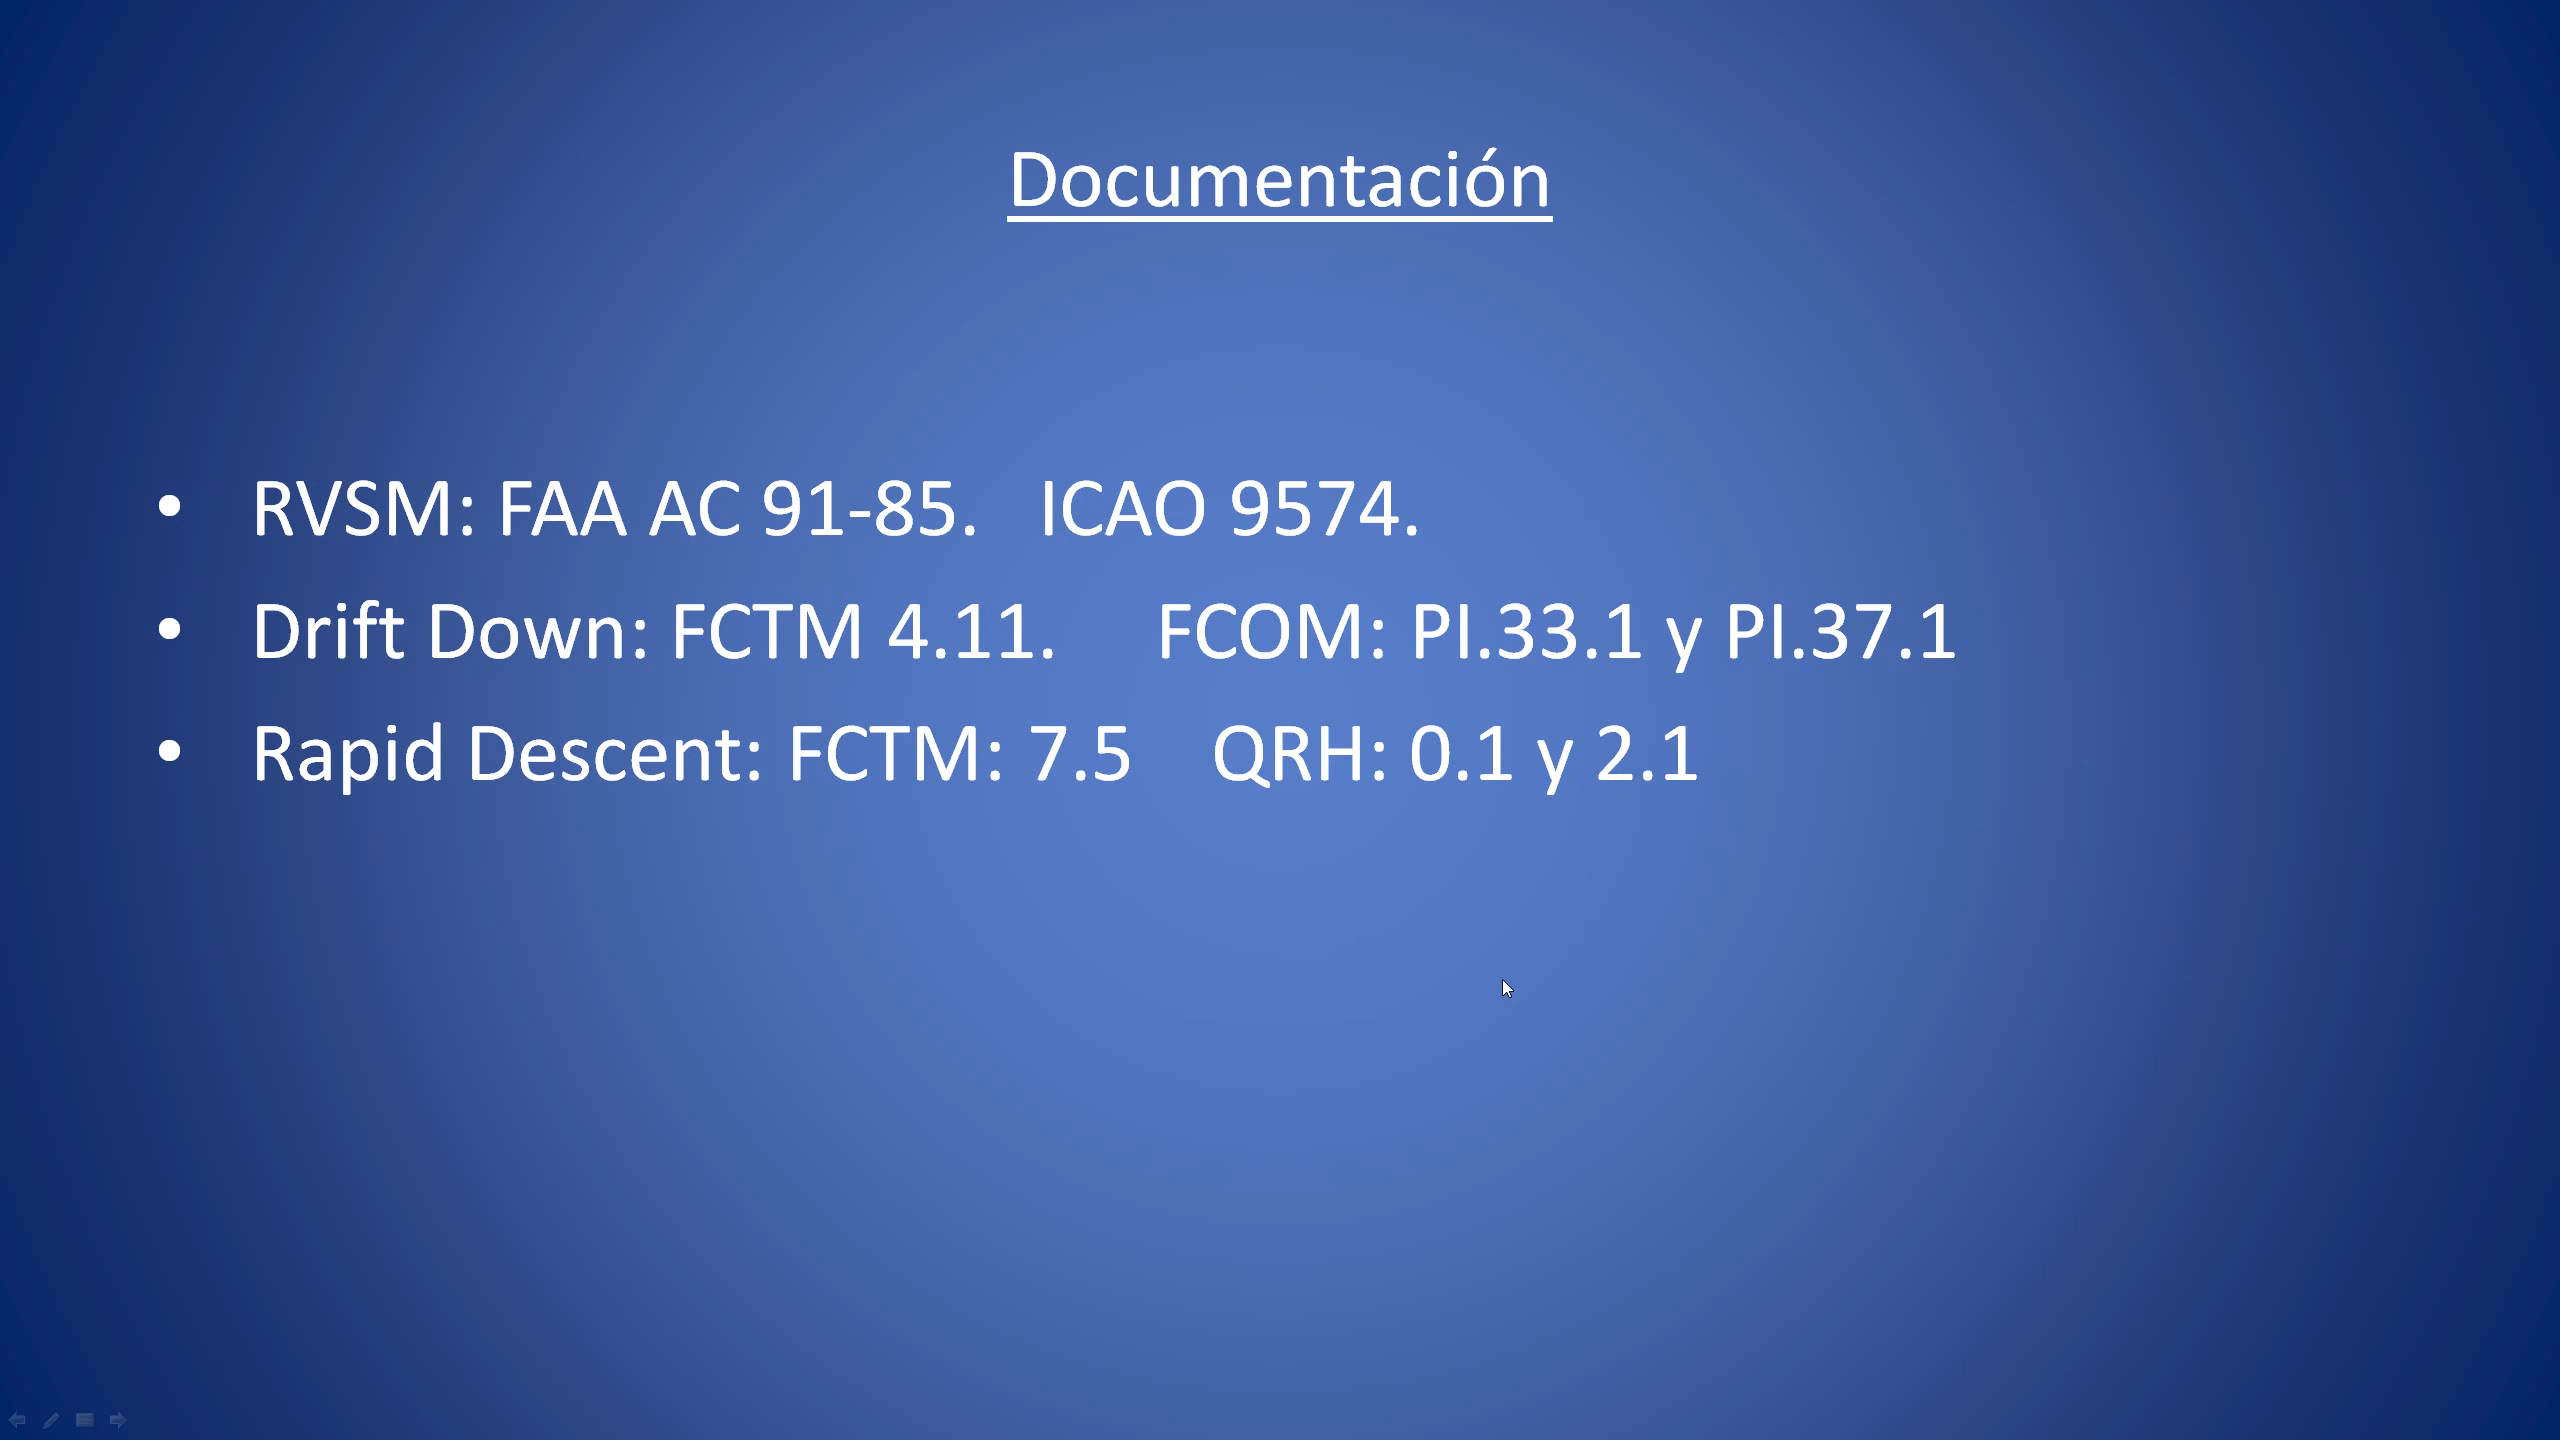 Documentación
• RVSM: FAA AC 91-85. ICAO 9574.
• Drift Down: FCTM 4.11. FCOM: PI.33.1 y PI.37.1
• Rapid Descent: FCTM: 7.5 QRH: 0.1 y 2.1